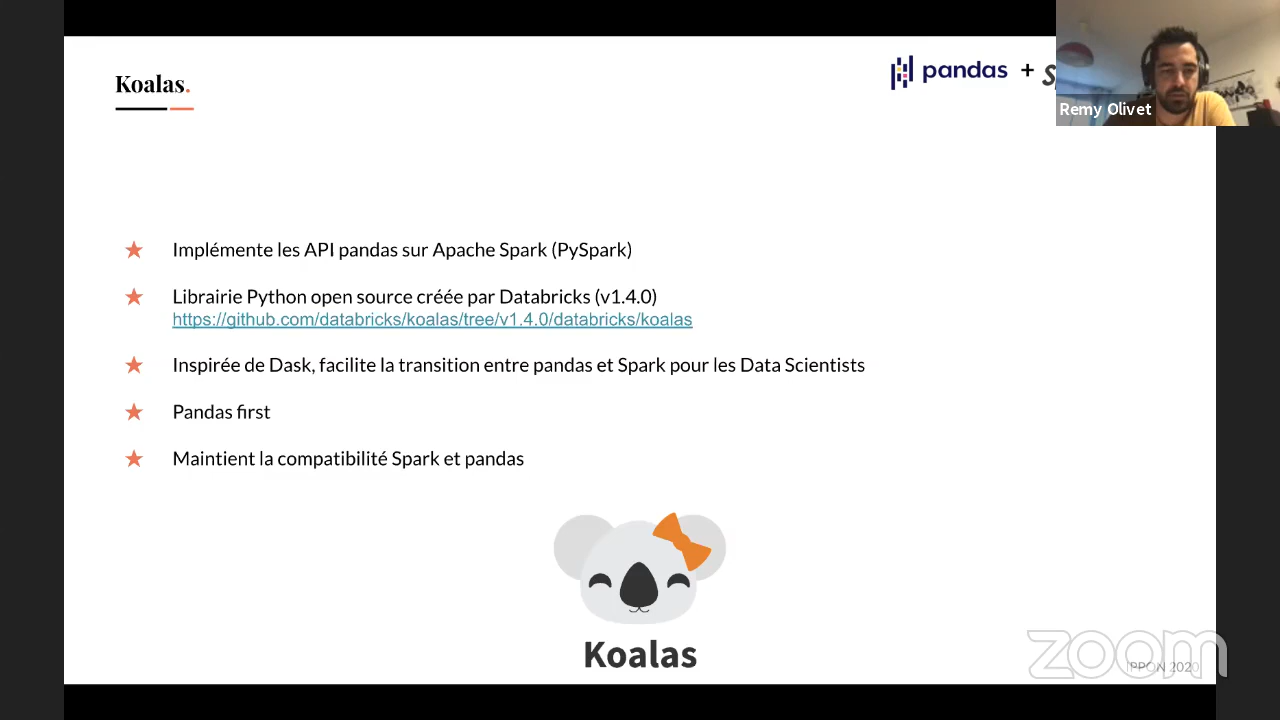 Koalas.
pandas +
Remy Olivet
Implémente les API pandas sur Apache Spark (PySpark)
Librairie Python open source créée par Databricks (v1.4.0)
https://github.com/databricks/koalas/tree/v1.4.0/databricks/koalas
Inspirée de Dask, facilite la transition entre pandas et Spark pour les Data Scientists
Pandas first
Maintient la compatibilité Spark et pandas
Koalas
zoom
IPPON 2020